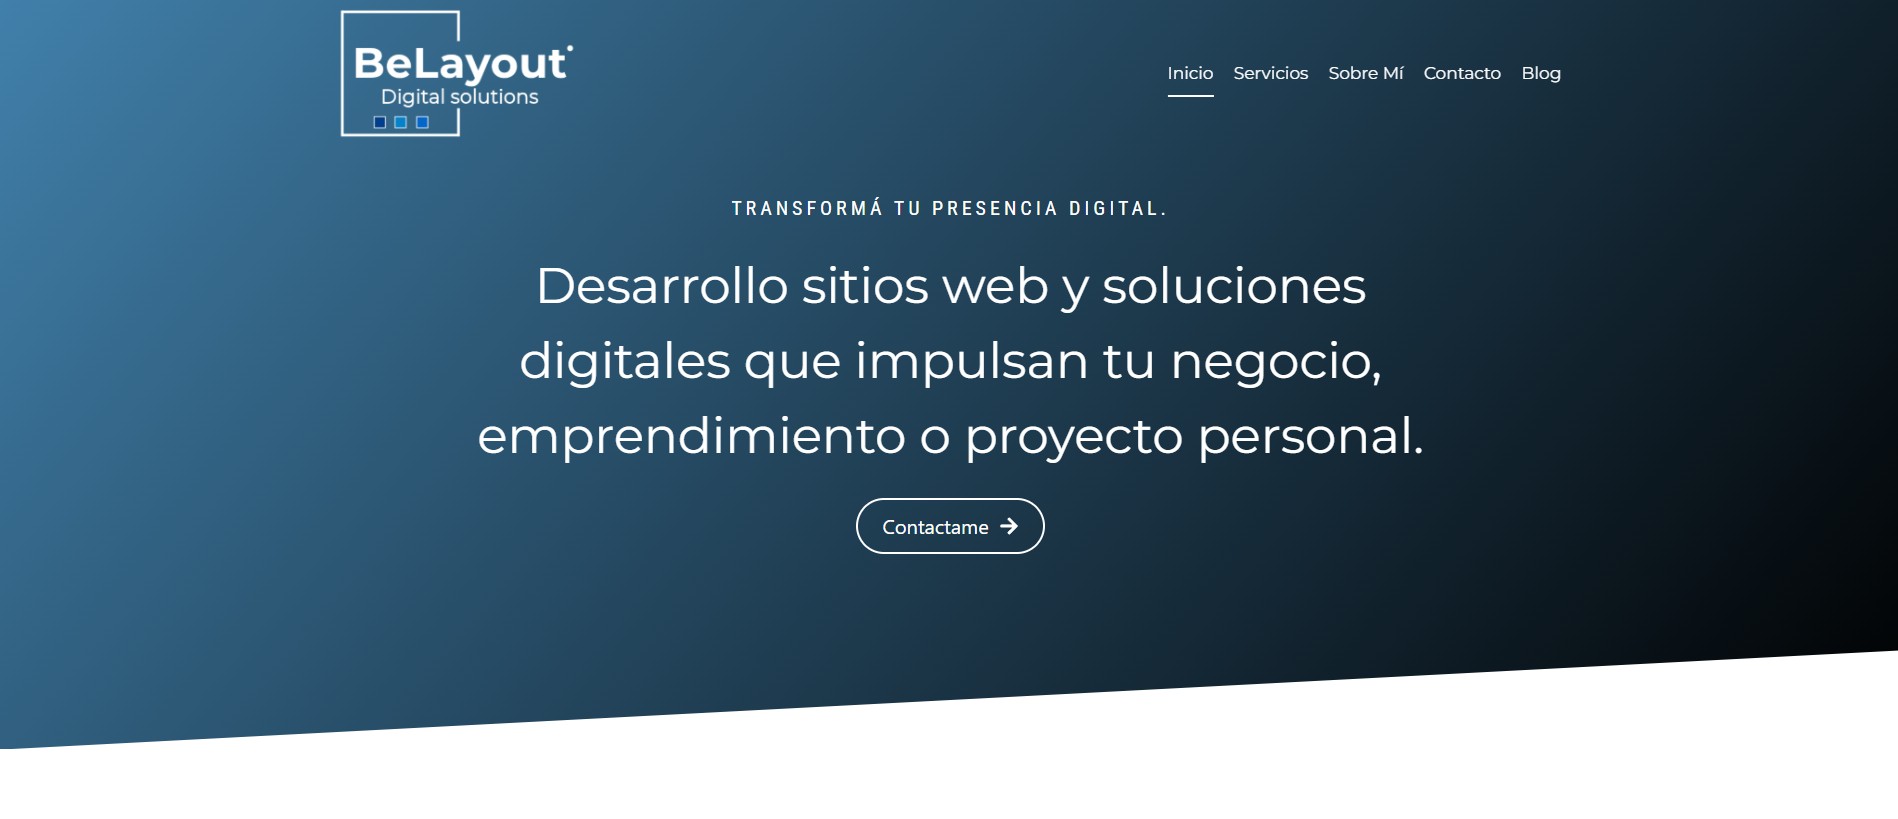 BeLayout
Digital solutions
Inicio Servicios Sobre Mí Contacto Blog
TRANSFORMÁ TU PRESENCIA DIGITAL.
Desarrollo sitios web y soluciones
digitales que impulsan tu negocio,
emprendimiento o proyecto personal.
Contactame